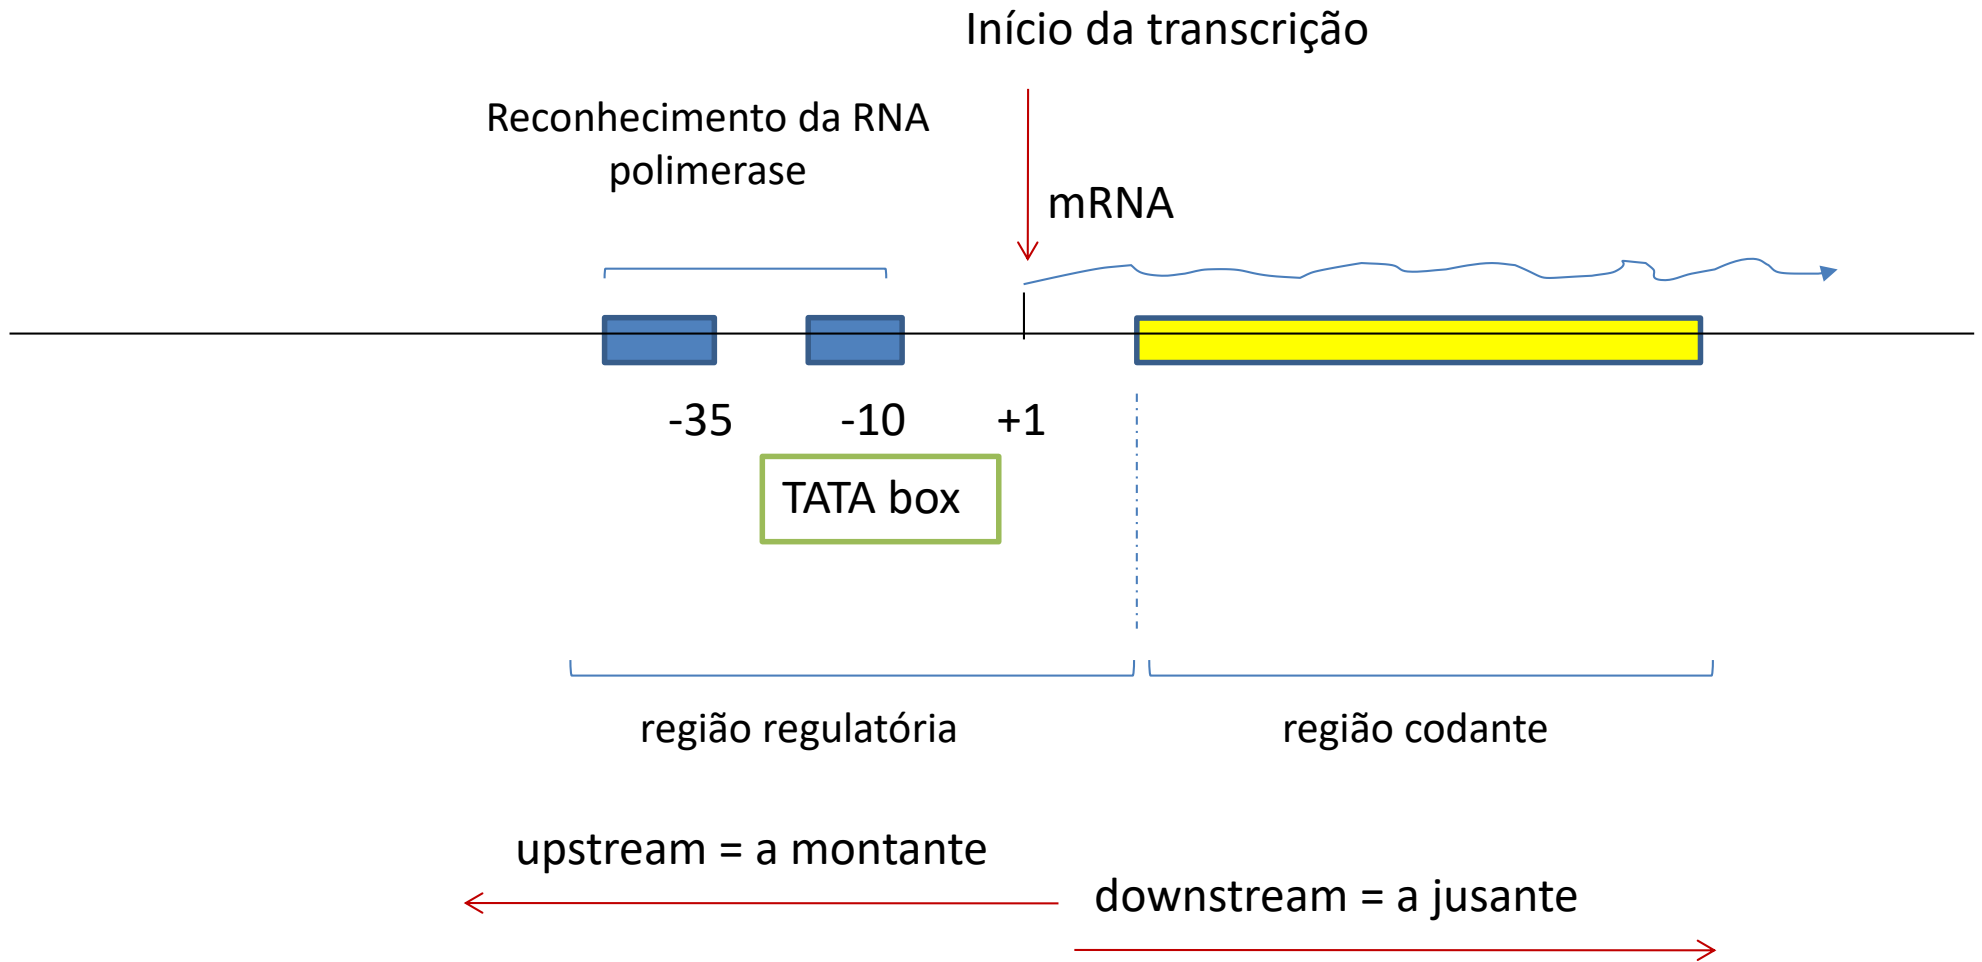 Início da transcrição
Reconhecimento da RNA
polimerase
mRNA
-35
-10
+1
TATA box
região regulatória
região codante
upstream = a montante
downstream = a jusante